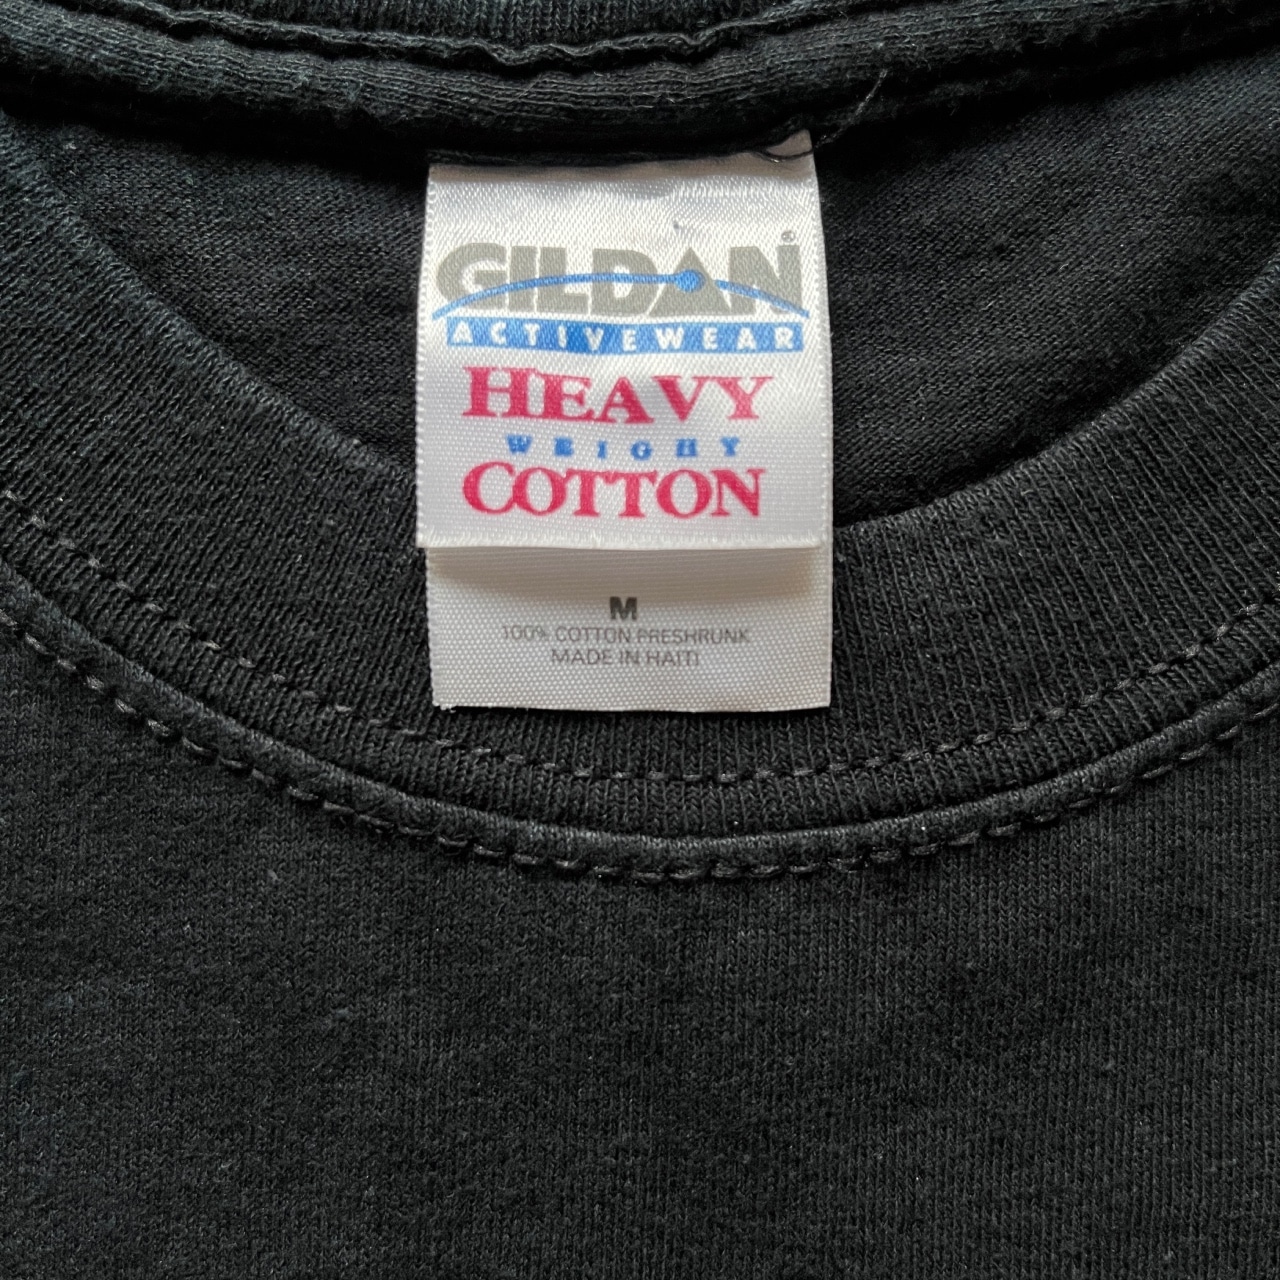 GILDAN®
ACTIVEWEAR
HEAVY
WEIGHT
COTTON
M
100% COTTON PRESHRUNK
MADE IN HAITI